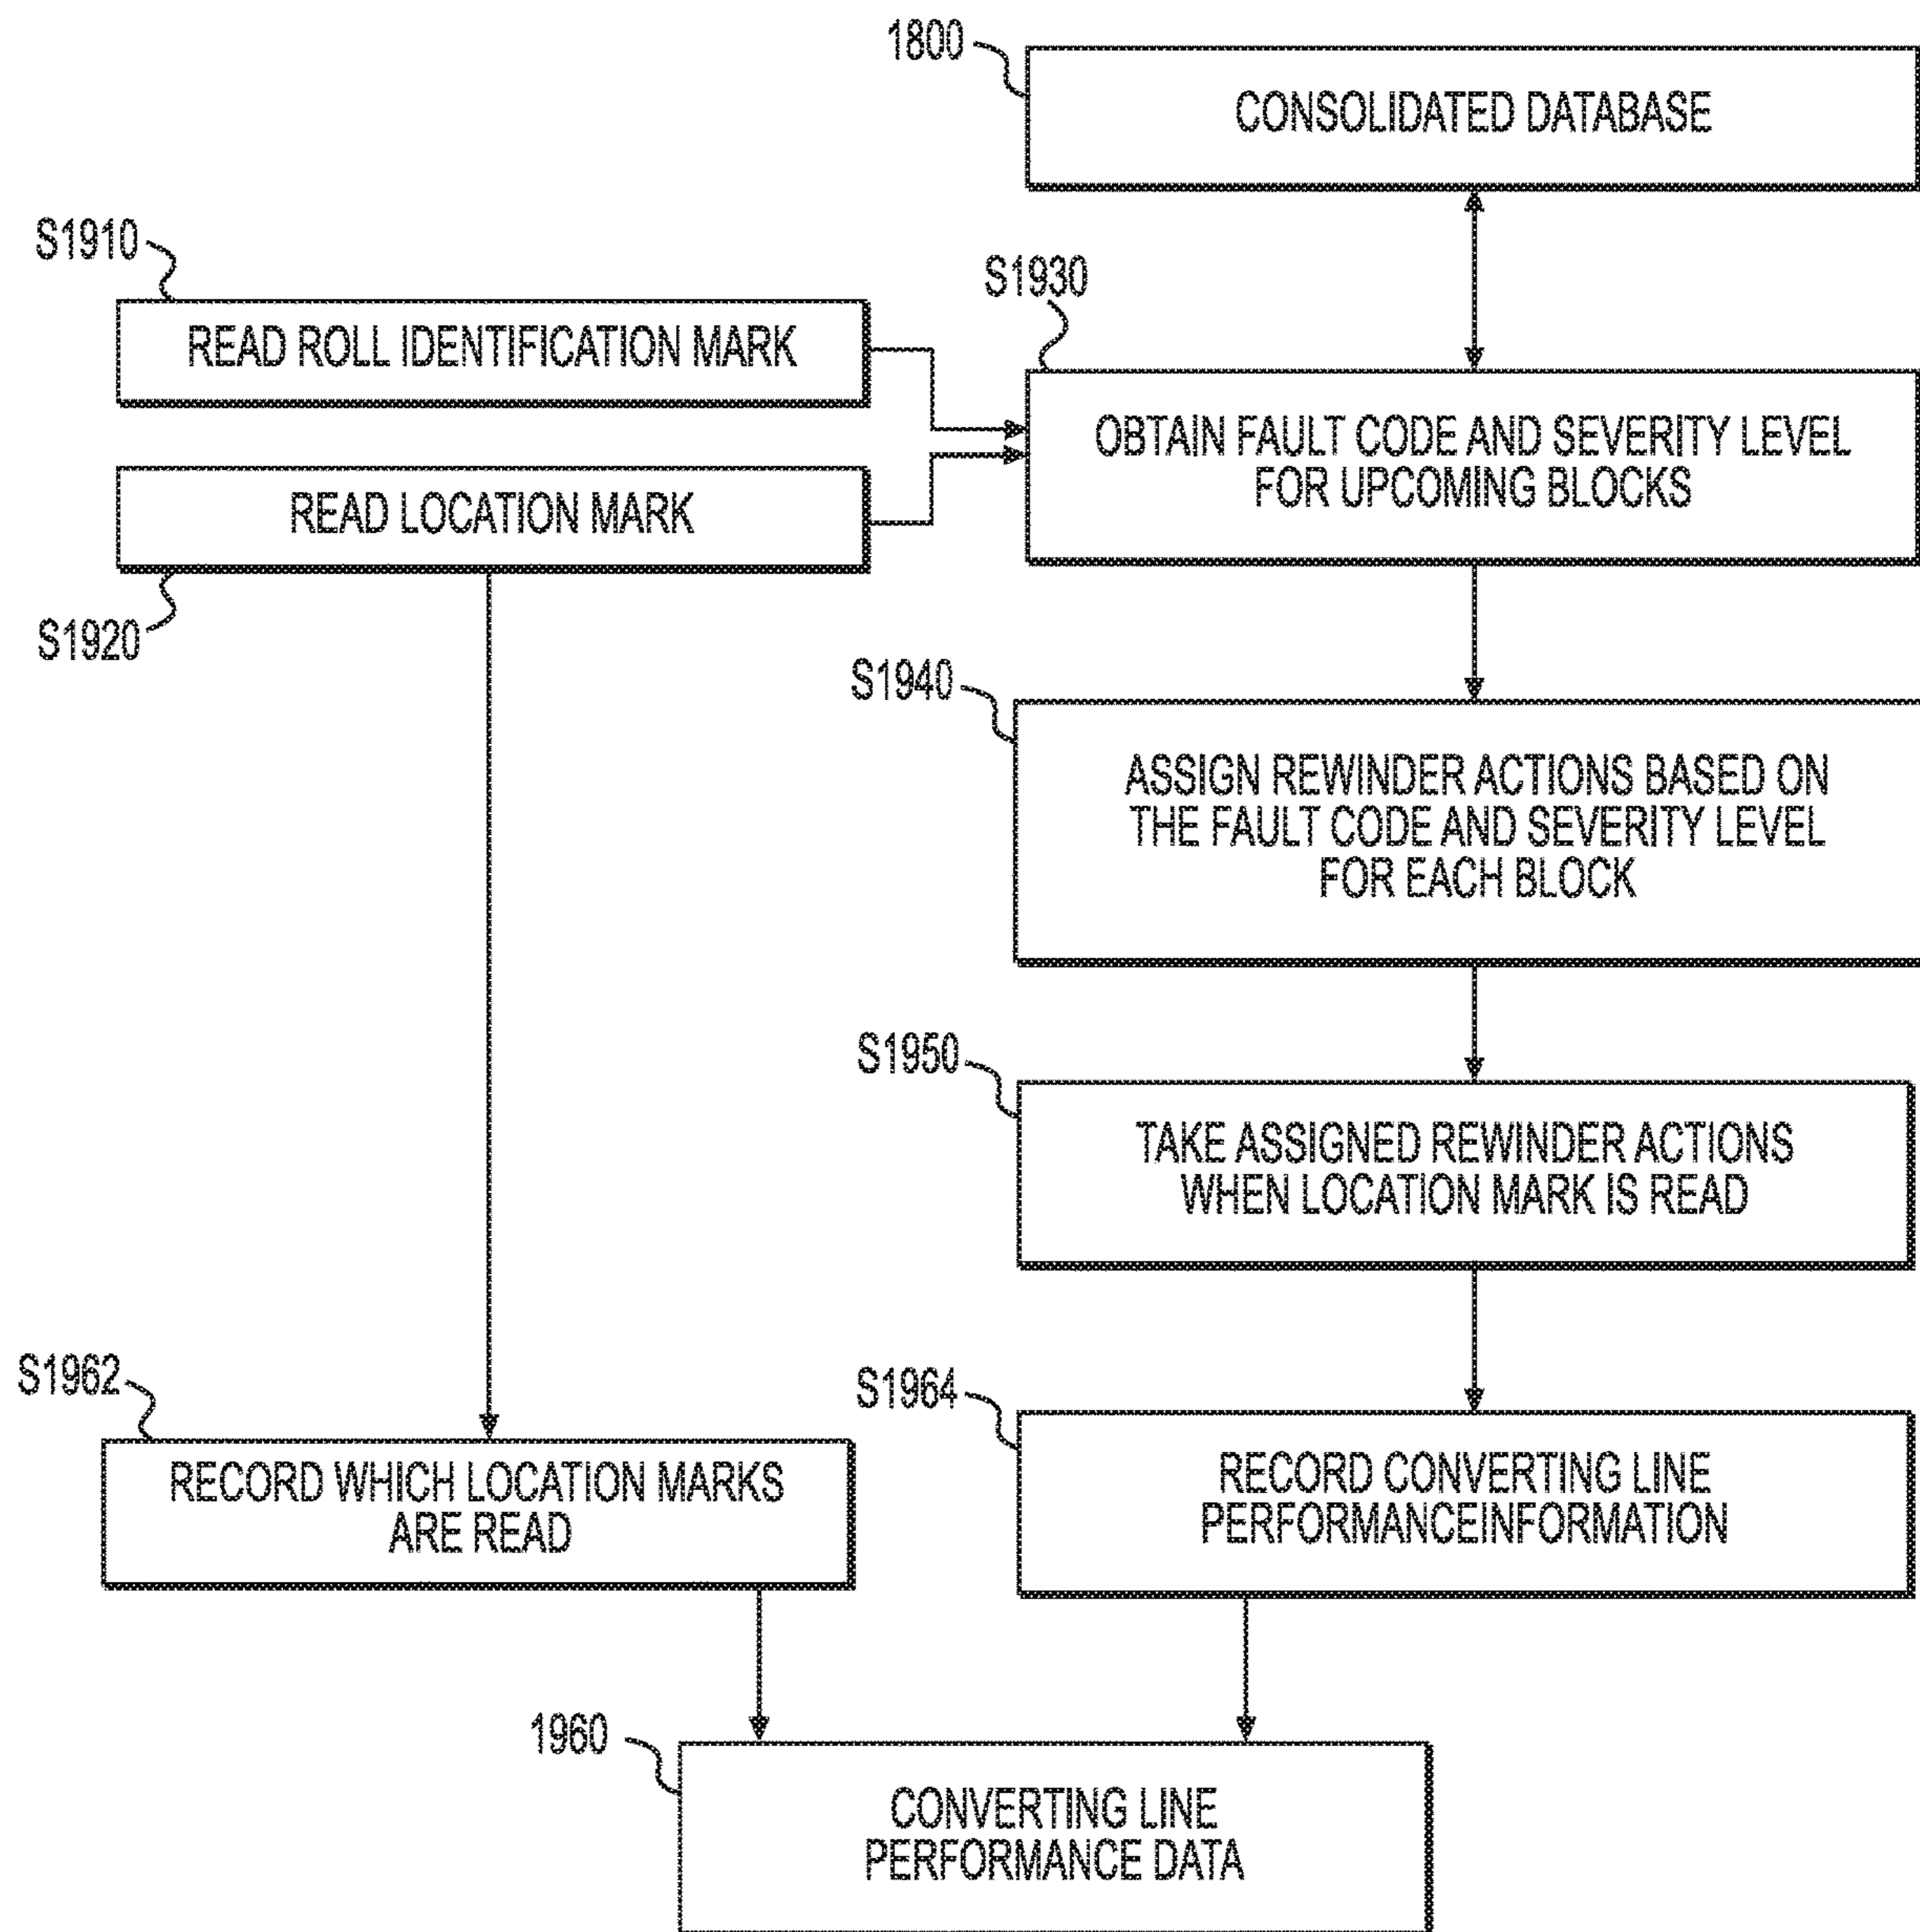 1800
CONSOLIDATED DATABASE
S1910
READ ROLL IDENTIFICATION MARK
S1930
OBTAIN FAULT CODE AND SEVERITY LEVEL
FOR UPCOMING BLOCKS
READ LOCATION MARK
S1920
S1940
ASSIGN REWINDER ACTIONS BASED ON
THE FAULT CODE AND SEVERITY LEVEL
FOR EACH BLOCK
S1950
TAKE ASSIGNED REWINDER ACTIONS
WHEN LOCATION MARK IS READ
S1962
RECORD WHICH LOCATION MARKS
ARE READ
S1964
RECORD CONVERTING LINE
PERFORMANCEINFORMATION
1960
CONVERTING LINE
PERFORMANCE DATA